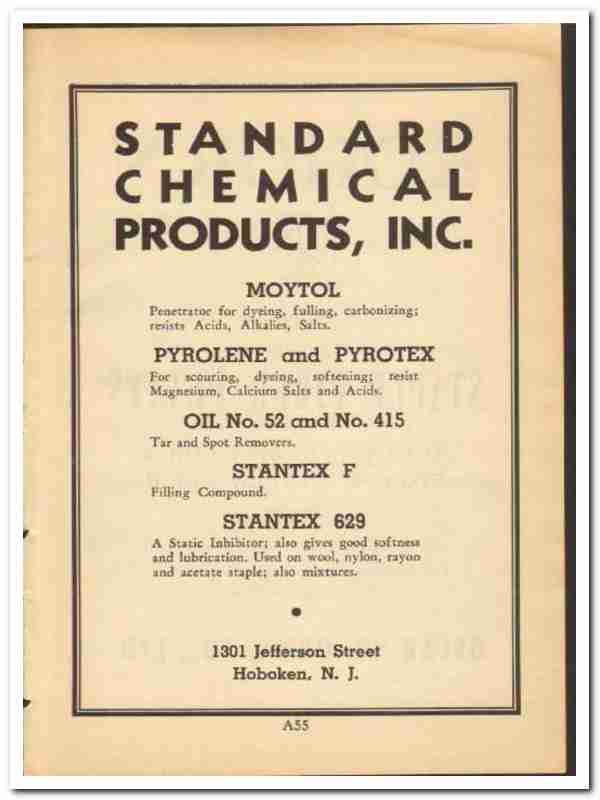 STANDARD
CHEMICAL
PRODUCTS, INC.
MOYTOL
Penetrator for dyeing, fulling, carbonizing;
resists Acids, Alkalies, Salts.
PYROLENE and PYROTEX
For scouring, dyeing, softening; resist
Magnesium, Calcium Salts and Acids.
OIL No. 52 and No. 415
Tar and Spot Removers.
STANTEX F
Filling Compound.
STANTEX 629
A Static Inhibitor; also gives good softness
and lubrication. Used on wool, nylon, rayon
and acetate staple; also mixtures.
1301 Jefferson Street
Hoboken, N. J.
A55